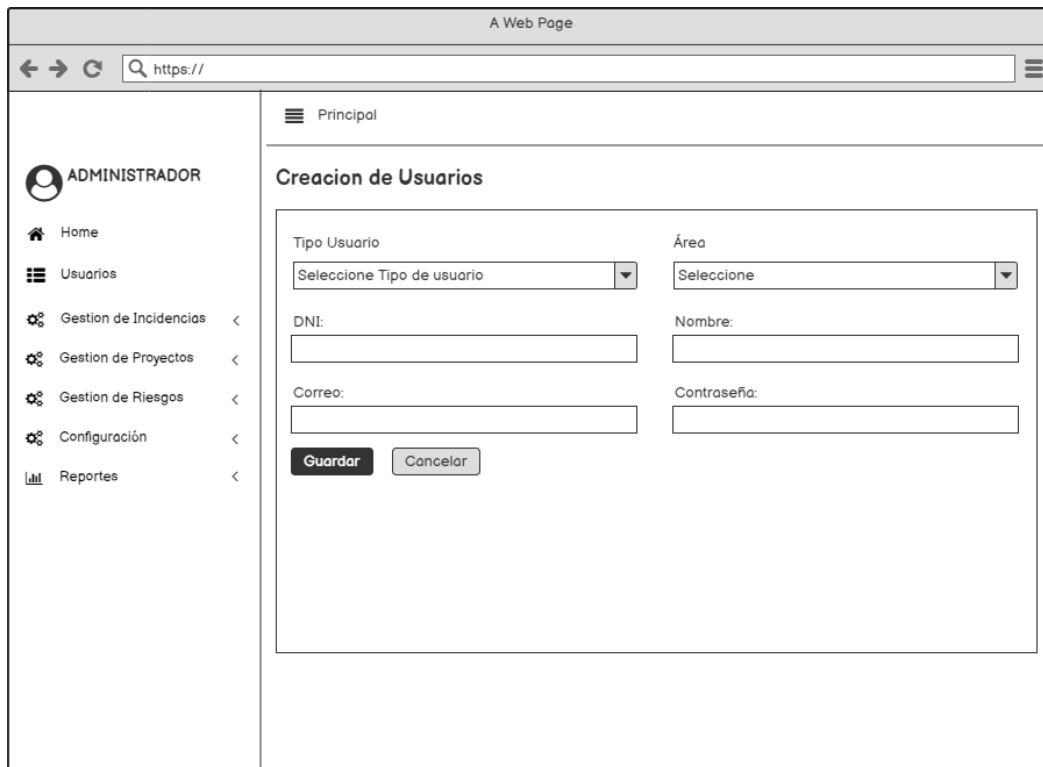 A Web Page
https://
Principal
ADMINISTRADOR
Home
Usuarios
Gestion de Incidencias
Gestion de Proyectos
Gestion de Riesgos
Configuración
Reportes
Creacion de Usuarios
Tipo Usuario
Área
Seleccione Tipo de usuario
Seleccione
DNI:
Nombre:
Correo:
Contraseña:
Guardar
Cancelar